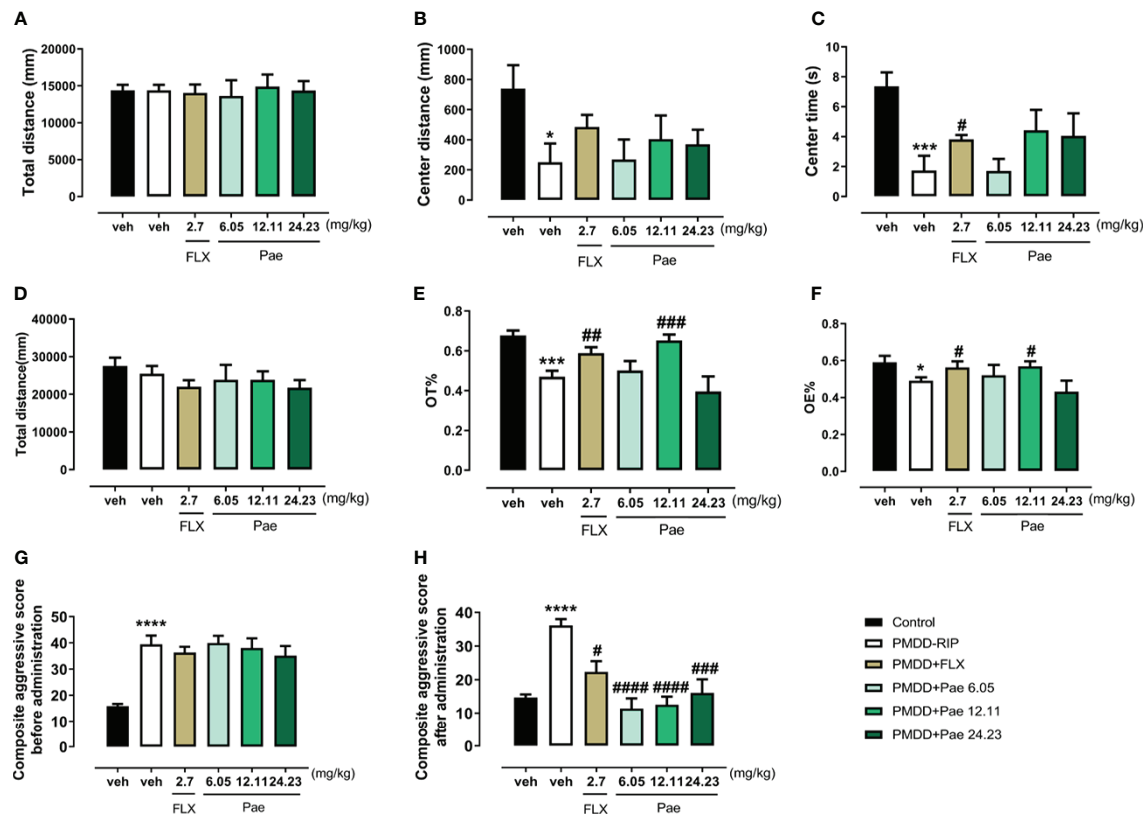 A
Total distance (mm)
20000
15000
10000
5000
0
veh veh 2.7 6.05 12.11 24.23 (mg/kg)
FLX Pae
B
Center distance (mm)
1000
800
600
400
200
0
*
veh veh 2.7 6.05 12.11 24.23 (mg/kg)
FLX Pae
C
Center time (s)
10
8
6
4
2
0
*** #
veh veh 2.7 6.05 12.11 24.23 (mg/kg)
FLX Pae
D
Total distance(mm)
40000
30000
20000
10000
0
veh veh 2.7 6.05 12.11 24.23 (mg/kg)
FLX Pae
E
OT%
0.8
0.6
0.4
0.2
0.0
*** ## ###
veh veh 2.7 6.05 12.11 24.23 (mg/kg)
FLX Pae
F
OE%
0.8
0.6
0.4
0.2
0.0
* # #
veh veh 2.7 6.05 12.11 24.23 (mg/kg)
FLX Pae
G
Composite aggressive score
before administration
50
40
30
20
10
0
****
veh veh 2.7 6.05 12.11 24.23 (mg/kg)
FLX Pae
H
Composite aggressive score
after administration
40
30
20
10
0
**** # #### #### ###
veh veh 2.7 6.05 12.11 24.23 (mg/kg)
FLX Pae
Control
PMDD-RIP
PMDD+FLX
PMDD+Pae 6.05
PMDD+Pae 12.11
PMDD+Pae 24.23